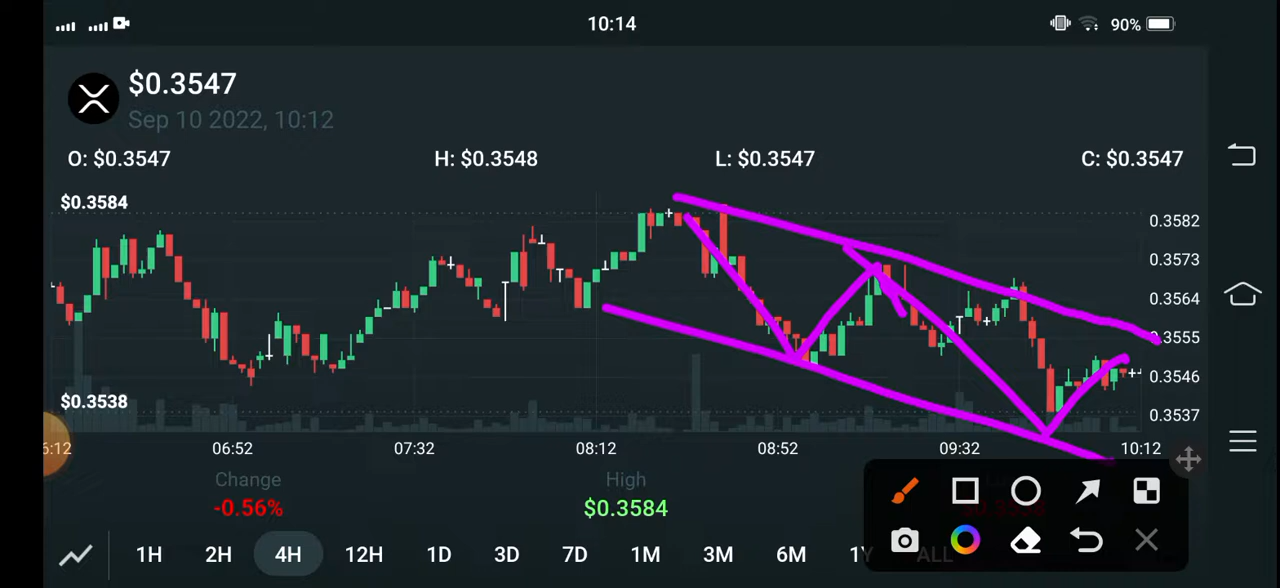 10:14
90%
$0.3547
Sep 10 2022, 10:12
O: $0.3547 H: $0.3548 L: $0.3547 C: $0.3547
$0.3584
0.3582
0.3573
0.3564
0.3555
0.3546
$0.3538
0.3537
06:52 07:32 08:12 08:52 09:32 10:12
Change High
-0.56% $0.3584
1H 2H 4H 12H 1D 3D 7D 1M 3M 6M ALL